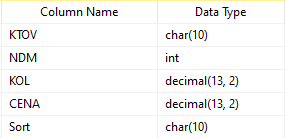 Column Name Data Type
KTOV char(10)
NDM int
KOL decimal(13, 2)
CENA decimal(13, 2)
Sort char(10)